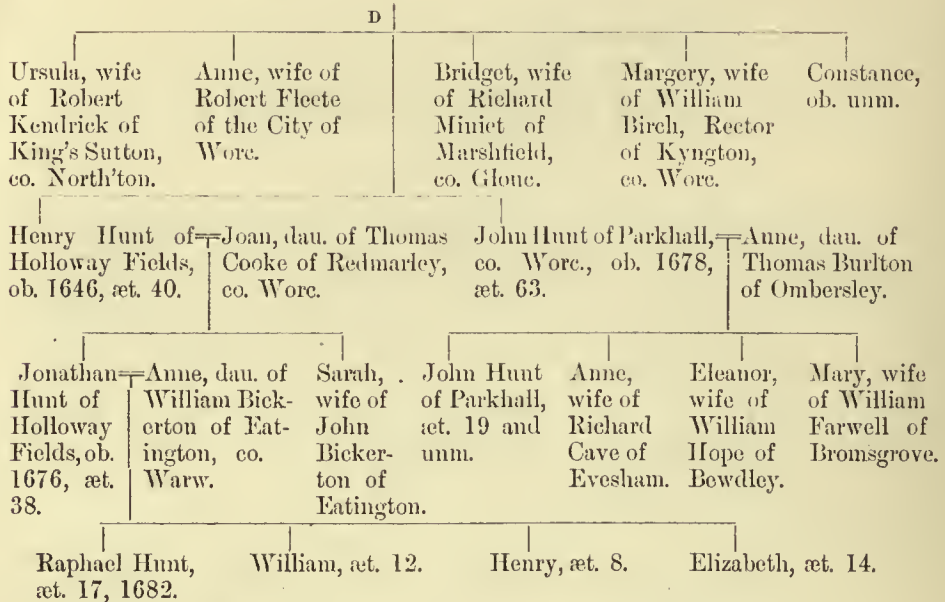 D
Ursula, wife
of Robert
Kendrick of
King's Sutton,
co. North'ton.
Anne, wife of
Robert Fleete
of the City of
Worc.
Bridget, wife
of Richard
Miniet of
Marshfield,
co. Glouc.
Margery, wife
of William
Birch, Rector
of Kyngton,
co. Worc.
Constance,
ob. unm.
Henry Hunt of
Holloway Fields,
ob. 1646, æt. 40.
Joan, dau. of Thomas
Cooke of Redmarley,
co. Worc.
John Hunt of Parkhall,
co. Worc., ob. 1678,
æt. 63.
Anne, dau. of
Thomas Burlton
of Ombersley.
Jonathan
Hunt of
Holloway
Fields, ob.
1676, æt.
38.
Anne, dau. of
William Bick-
erton of Eat-
ington, co.
Warw.
Sarah,
wife of
John
Bicker-
ton of
Eatington.
John Hunt
of Parkhall,
æt. 19 and
unm.
Anne,
wife of
Richard
Cave of
Evesham.
Eleanor,
wife of
William
Hope of
Bewdley.
Mary, wife
of William
Farwell of
Bromsgrove.
Raphael Hunt,
æt. 17, 1682.
William, æt. 12.
Henry, æt. 8.
Elizabeth, æt. 14.